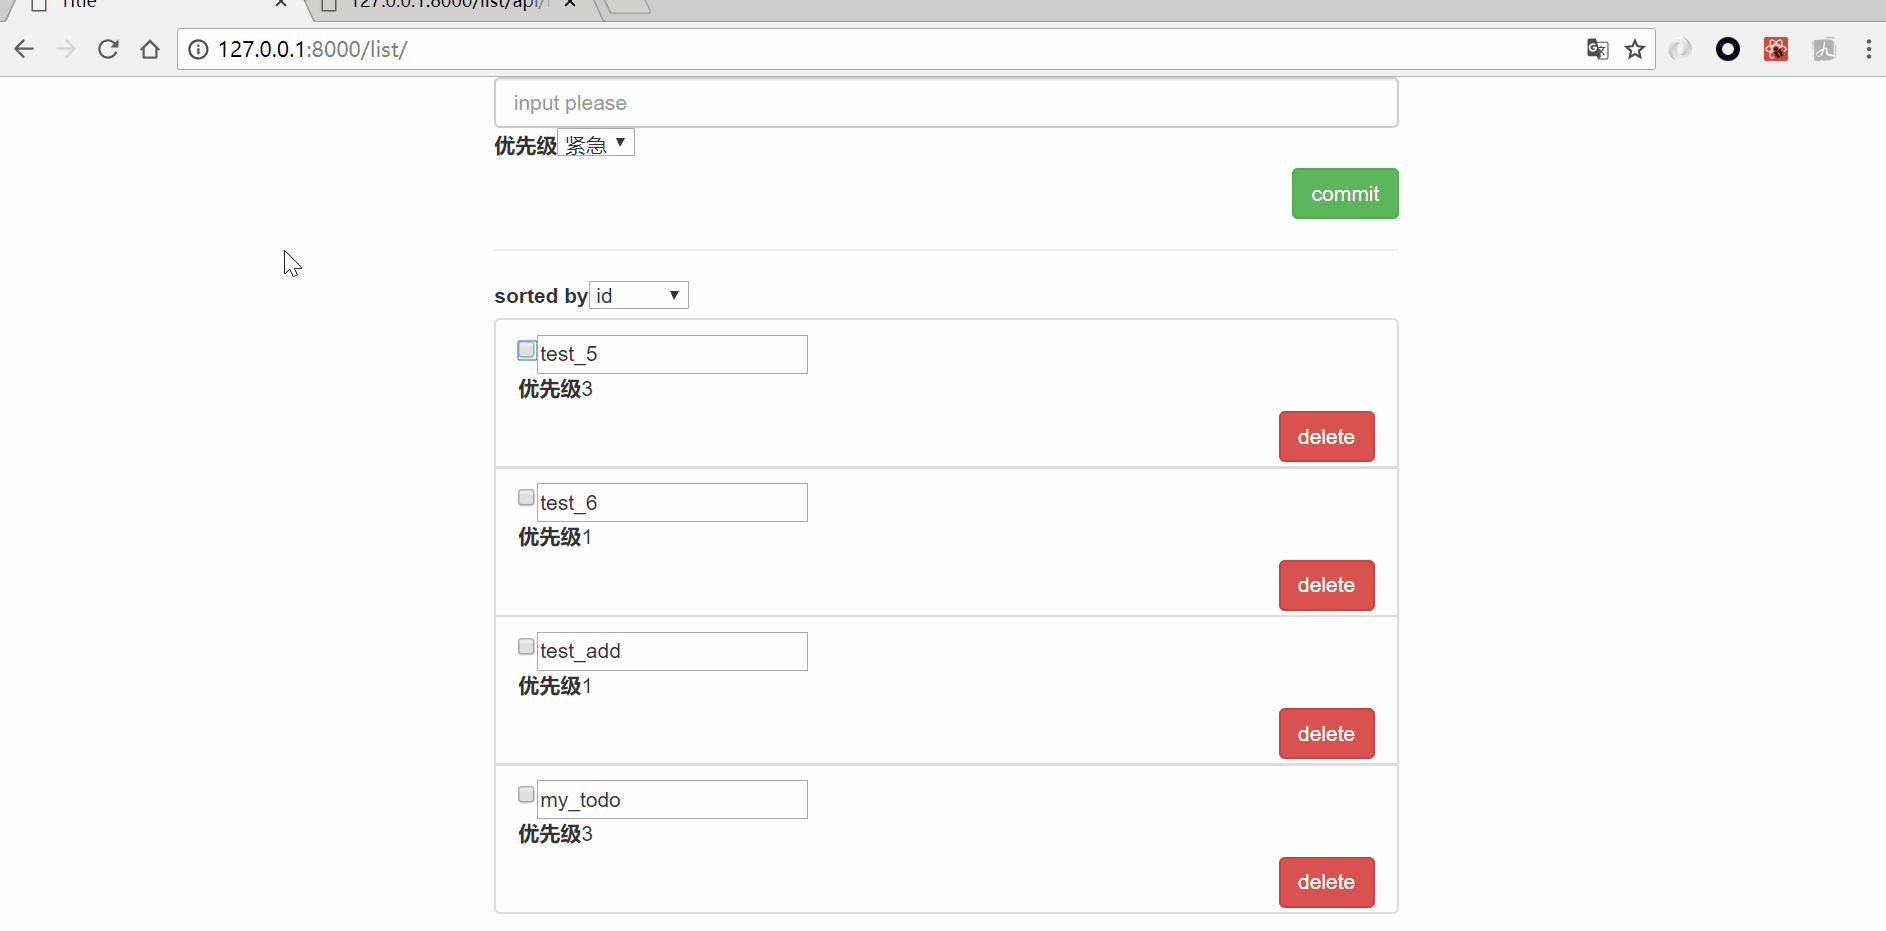 Title
127.0.0.1:8000/list/api/
127.0.0.1:8000/list/
input please
优先级 紧急
commit
sorted by id
test_5
优先级3
delete
test_6
优先级1
delete
test_add
优先级1
delete
my_todo
优先级3
delete